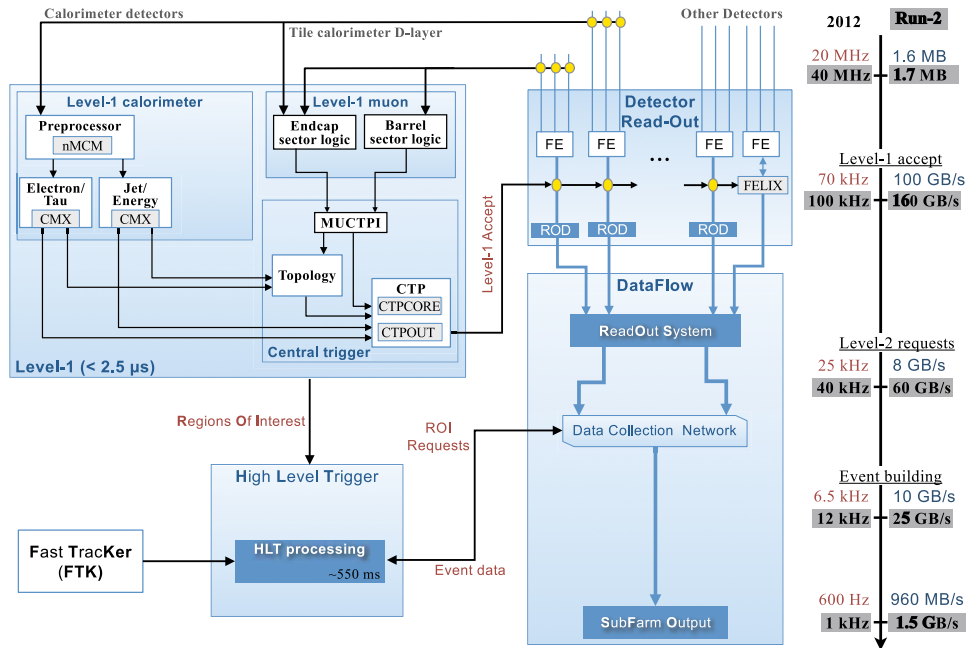 Calorimeter detectors
Tile calorimeter D-layer
Other Detectors
Level-1 calorimeter
Preprocessor
nMCM
Electron/
Tau
CMX
Jet/
Energy
CMX
Level-1 muon
Endcap
sector logic
Barrel
sector logic
MUCTPI
Topology
CTP
CTPCORE
CTPOUT
Central trigger
Level-1 (< 2.5 µs)
Level-1 Accept
Detector
Read-Out
FE
FE
FE
FE
...
FELIX
ROD
ROD
ROD
DataFlow
ReadOut System
Data Collection Network
SubFarm Output
Regions Of Interest
ROI
Requests
High Level Trigger
HLT processing
~550 ms
Event data
Fast TracKer
(FTK)
2012 Run-2
20 MHz 1.6 MB
40 MHz 1.7 MB
Level-1 accept
70 kHz 100 GB/s
100 kHz 160 GB/s
Level-2 requests
25 kHz 8 GB/s
40 kHz 60 GB/s
Event building
6.5 kHz 10 GB/s
12 kHz 25 GB/s
600 Hz 960 MB/s
1 kHz 1.5 GB/s